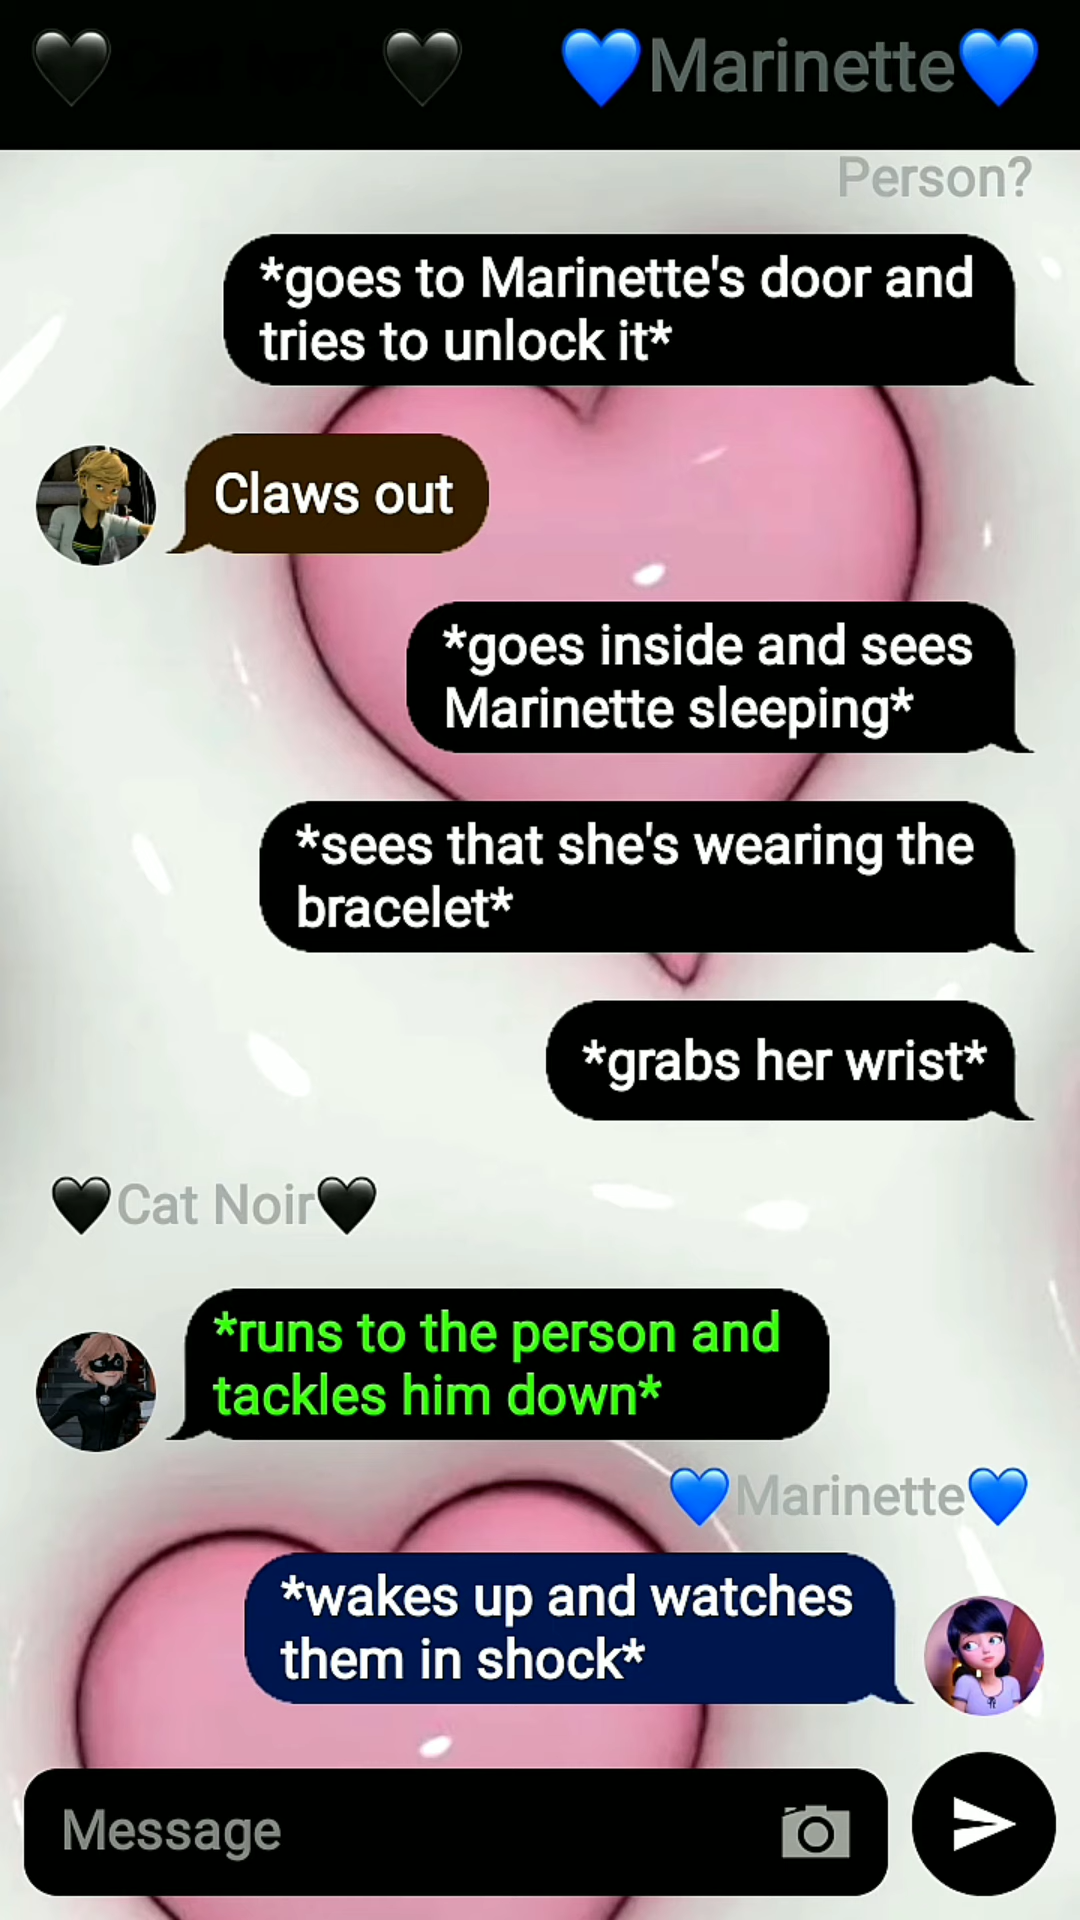 🖤 🖤 💙Marinette💙
Person?
*goes to Marinette's door and
tries to unlock it*
Claws out
*goes inside and sees
Marinette sleeping*
*sees that she's wearing the
bracelet*
*grabs her wrist*
🖤Cat Noir🖤
*runs to the person and
tackles him down*
💙Marinette💙
*wakes up and watches
them in shock*
Message